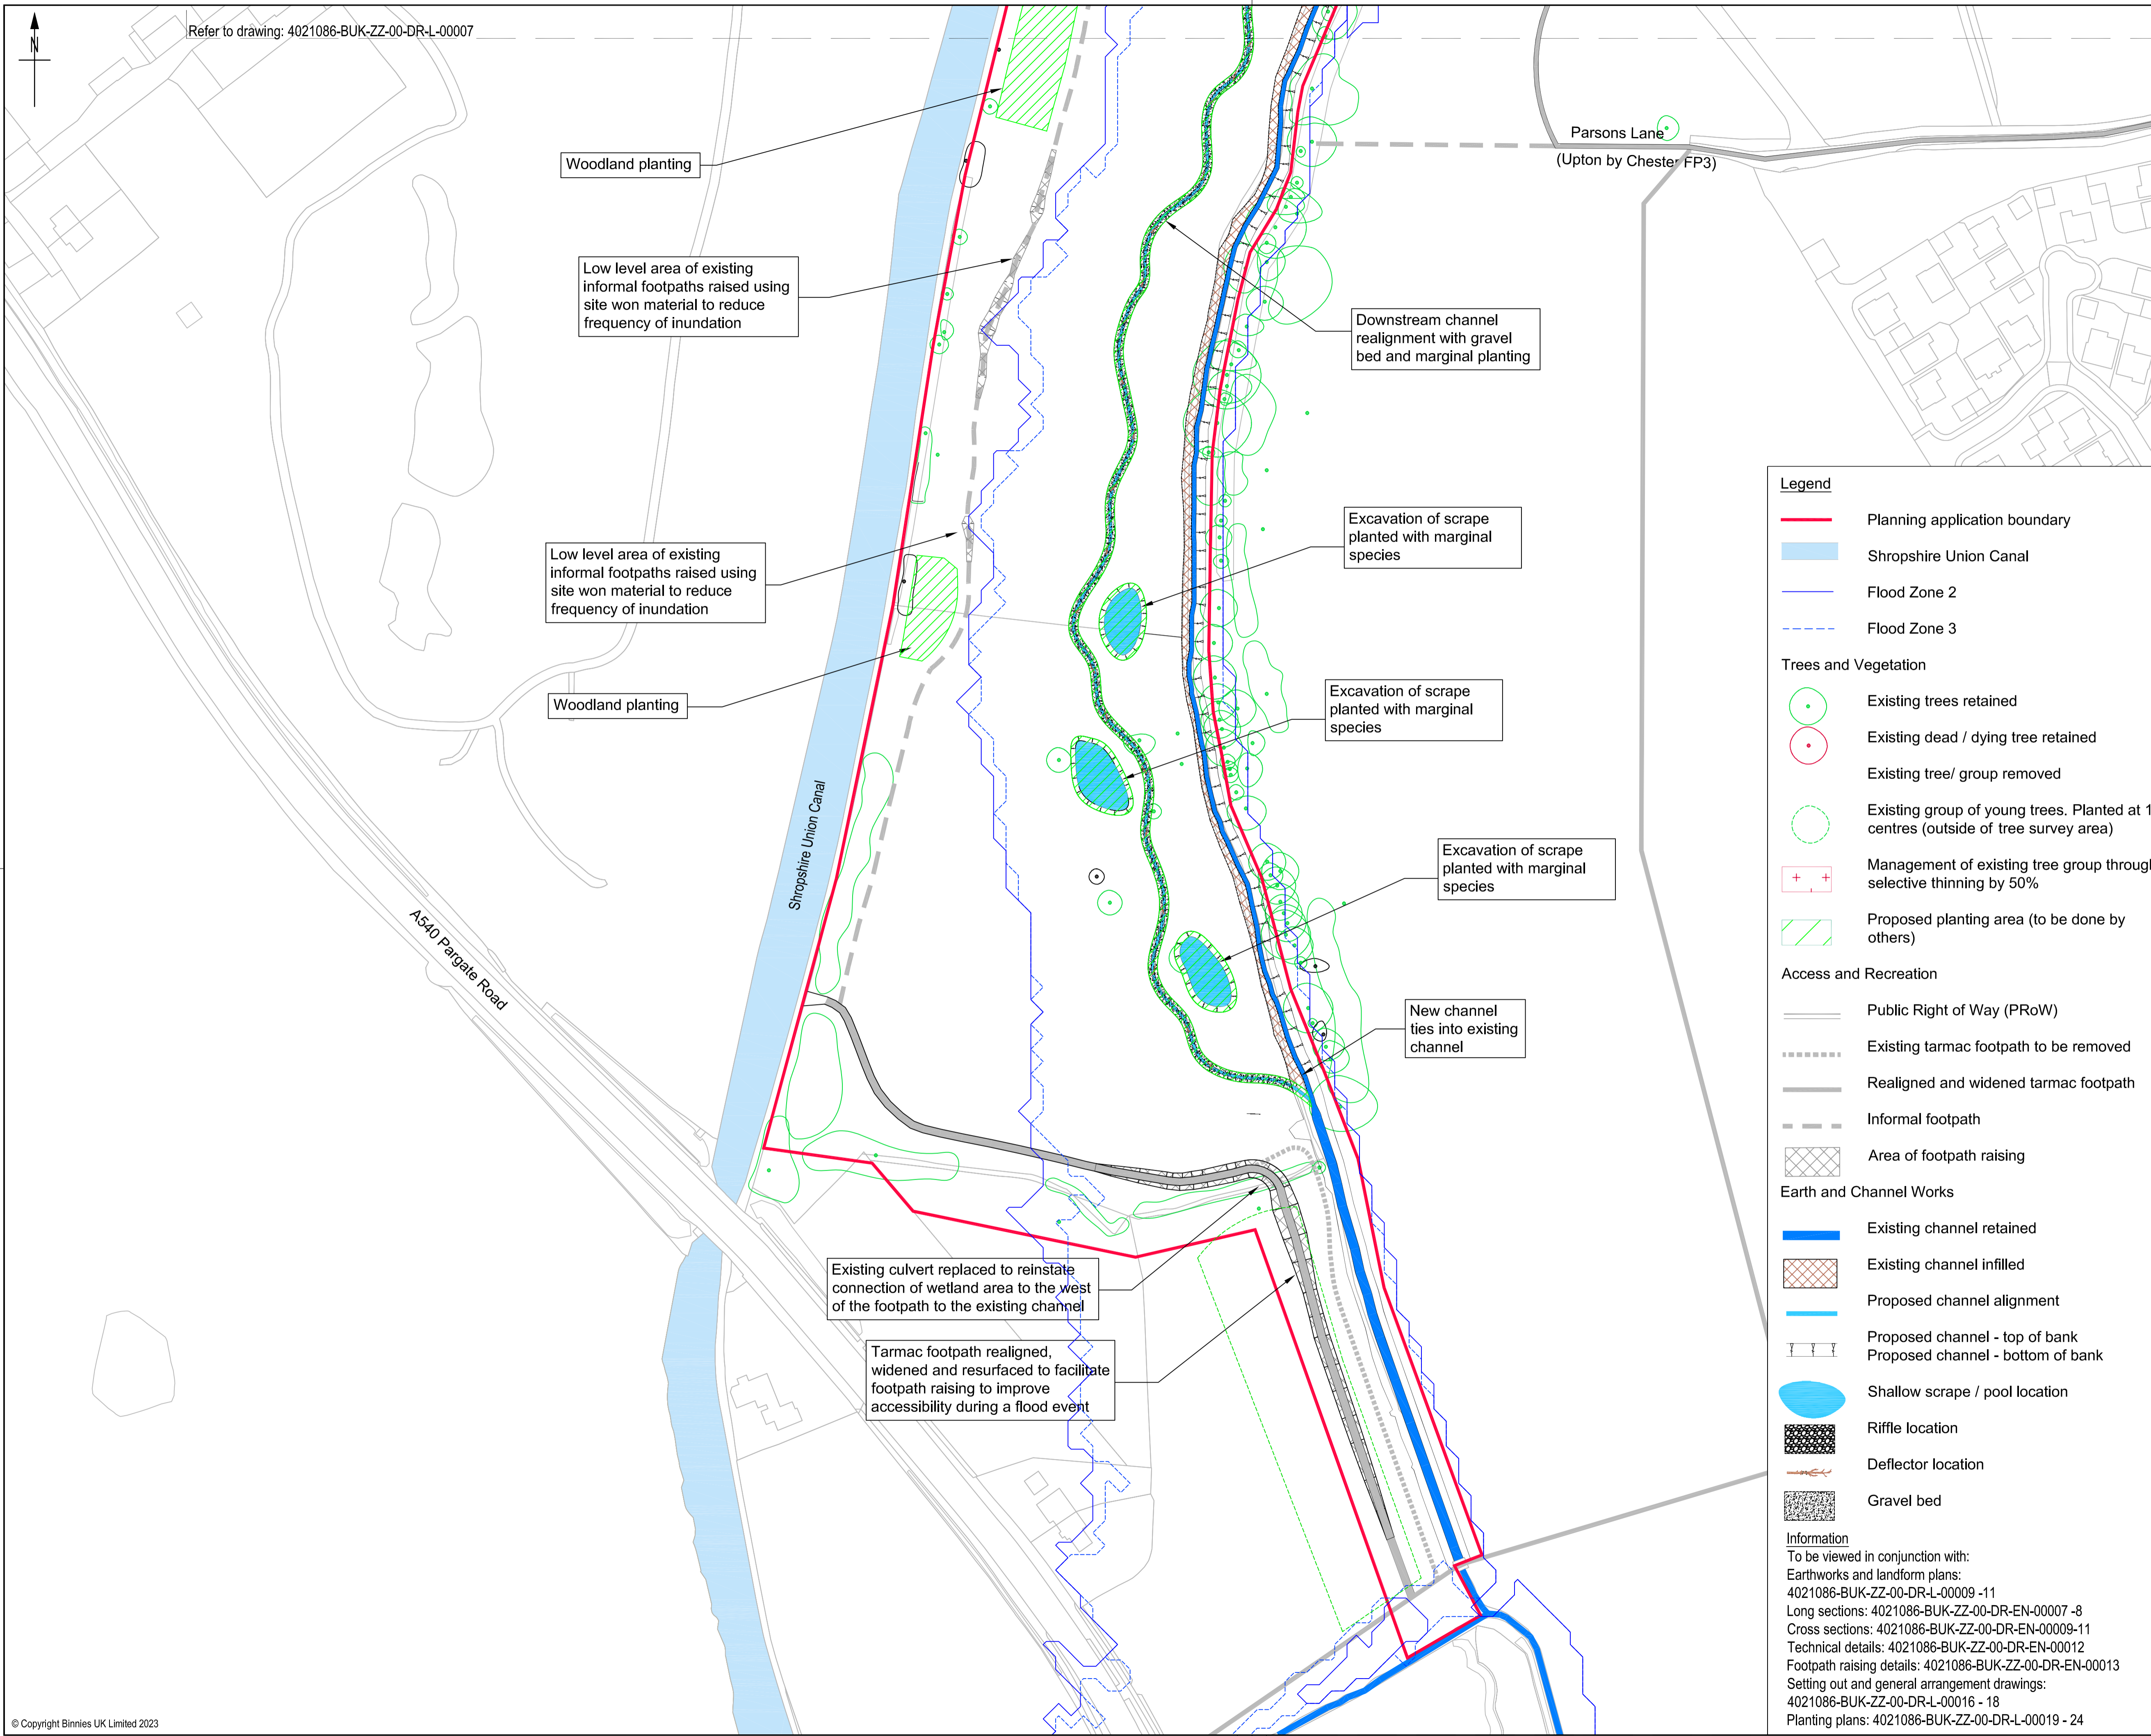 N
Refer to drawing: 4021086-BUK-ZZ-00-DR-L-00007
Parsons Lane
(Upton by Chester FP3)
Woodland planting
Low level area of existing
informal footpaths raised using
site won material to reduce
frequency of inundation
Downstream channel
realignment with gravel
bed and marginal planting
Excavation of scrape
planted with marginal
species
Low level area of existing
informal footpaths raised using
site won material to reduce
frequency of inundation
Woodland planting
Excavation of scrape
planted with marginal
species
Shropshire Union Canal
Excavation of scrape
planted with marginal
species
A540 Pargate Road
New channel
ties into existing
channel
Existing culvert replaced to reinstate
connection of wetland area to the west
of the footpath to the existing channel
Tarmac footpath realigned,
widened and resurfaced to facilitate
footpath raising to improve
accessibility during a flood event
Legend
Planning application boundary
Shropshire Union Canal
Flood Zone 2
Flood Zone 3
Trees and Vegetation
Existing trees retained
Existing dead / dying tree retained
Existing tree/ group removed
Existing group of young trees. Planted at 1
centres (outside of tree survey area)
Management of existing tree group through
selective thinning by 50%
Proposed planting area (to be done by
others)
Access and Recreation
Public Right of Way (PRoW)
Existing tarmac footpath to be removed
Realigned and widened tarmac footpath
Informal footpath
Area of footpath raising
Earth and Channel Works
Existing channel retained
Existing channel infilled
Proposed channel alignment
Proposed channel - top of bank
Proposed channel - bottom of bank
Shallow scrape / pool location
Riffle location
Deflector location
Gravel bed
Information
To be viewed in conjunction with:
Earthworks and landform plans:
4021086-BUK-ZZ-00-DR-L-00009 -11
Long sections: 4021086-BUK-ZZ-00-DR-EN-00007 -8
Cross sections: 4021086-BUK-ZZ-00-DR-EN-00009-11
Technical details: 4021086-BUK-ZZ-00-DR-EN-00012
Footpath raising details: 4021086-BUK-ZZ-00-DR-EN-00013
Setting out and general arrangement drawings:
4021086-BUK-ZZ-00-DR-L-00016 - 18
Planting plans: 4021086-BUK-ZZ-00-DR-L-00019 - 24
© Copyright Binnies UK Limited 2023